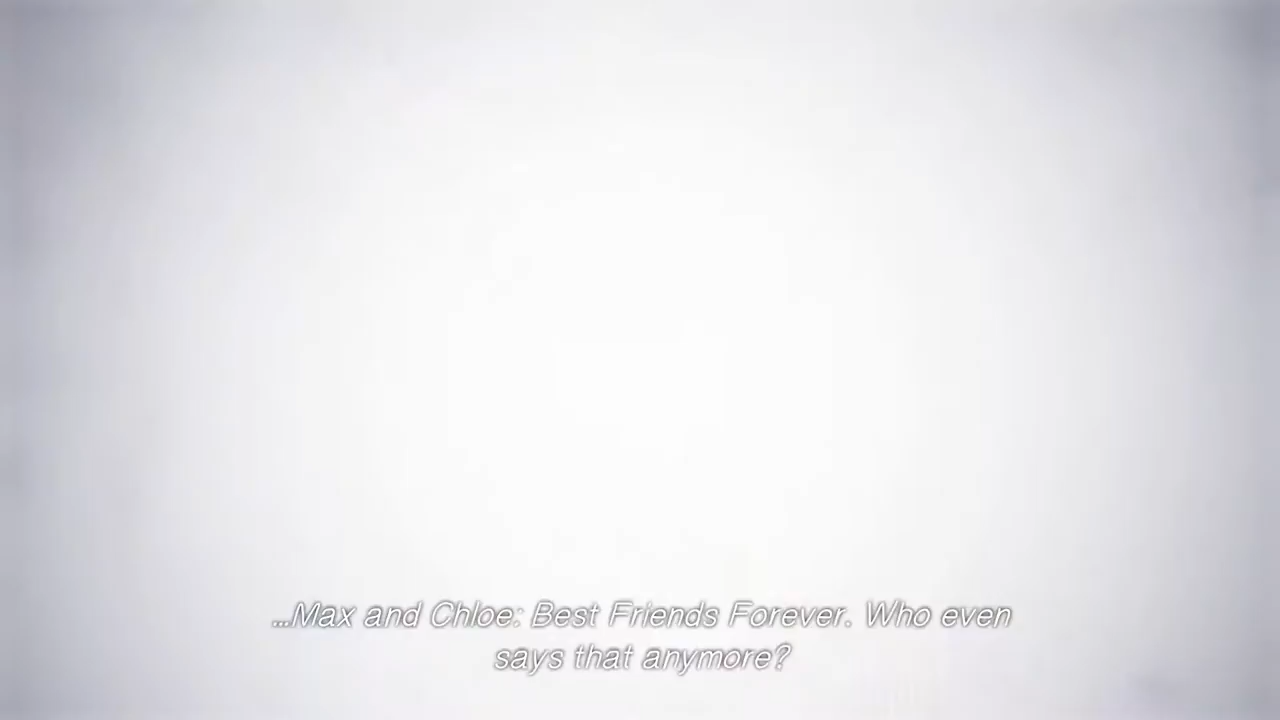 ...Max and Chloe: Best Friends Forever. Who even
says that anymore?